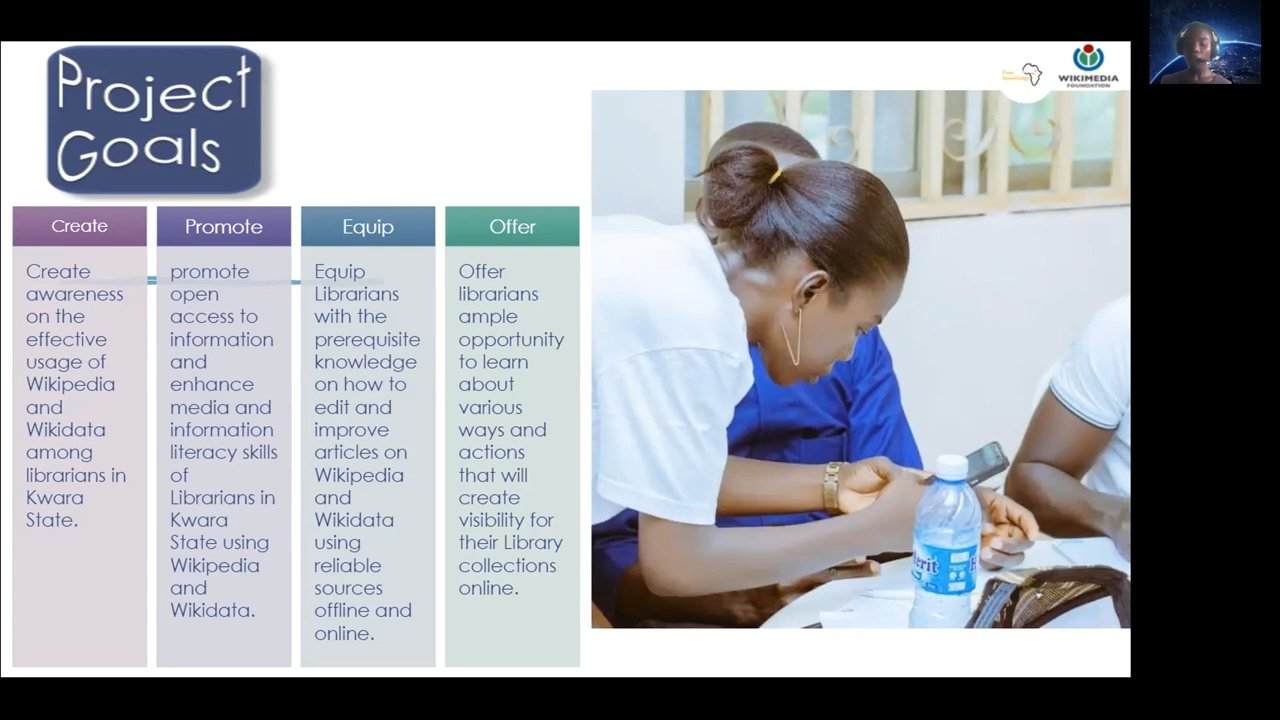 Project
Goals
WIKIMEDIA
FOUNDATION
Create
Create
awareness
on the
effective
usage of
Wikipedia
and
Wikidata
among
librarians in
Kwara
State.
Promote
promote
open
access to
information
and
enhance
media and
information
literacy skills
of
Librarians in
Kwara
State using
Wikipedia
and
Wikidata.
Equip
Equip
Librarians
with the
prerequisite
knowledge
on how to
edit and
improve
articles on
Wikipedia
and
Wikidata
using
reliable
sources
offline and
online.
Offer
Offer
librarians
ample
opportunity
to learn
about
various
ways and
actions
that will
create
visibility for
their Library
collections
online.